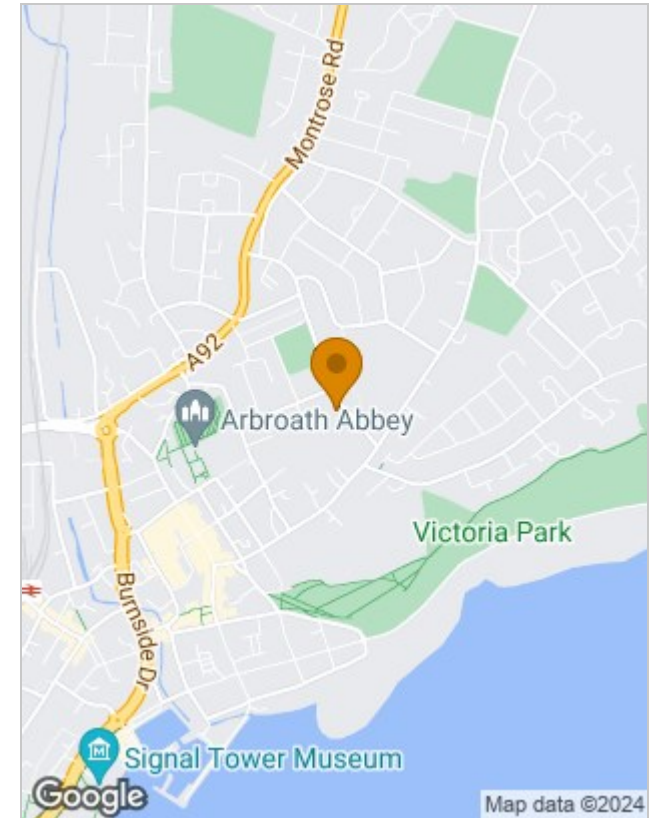 Montrose Rd
A92
Arbroath Abbey
Victoria Park
Burnside Dr
Signal Tower Museum
Google
Map data ©2024